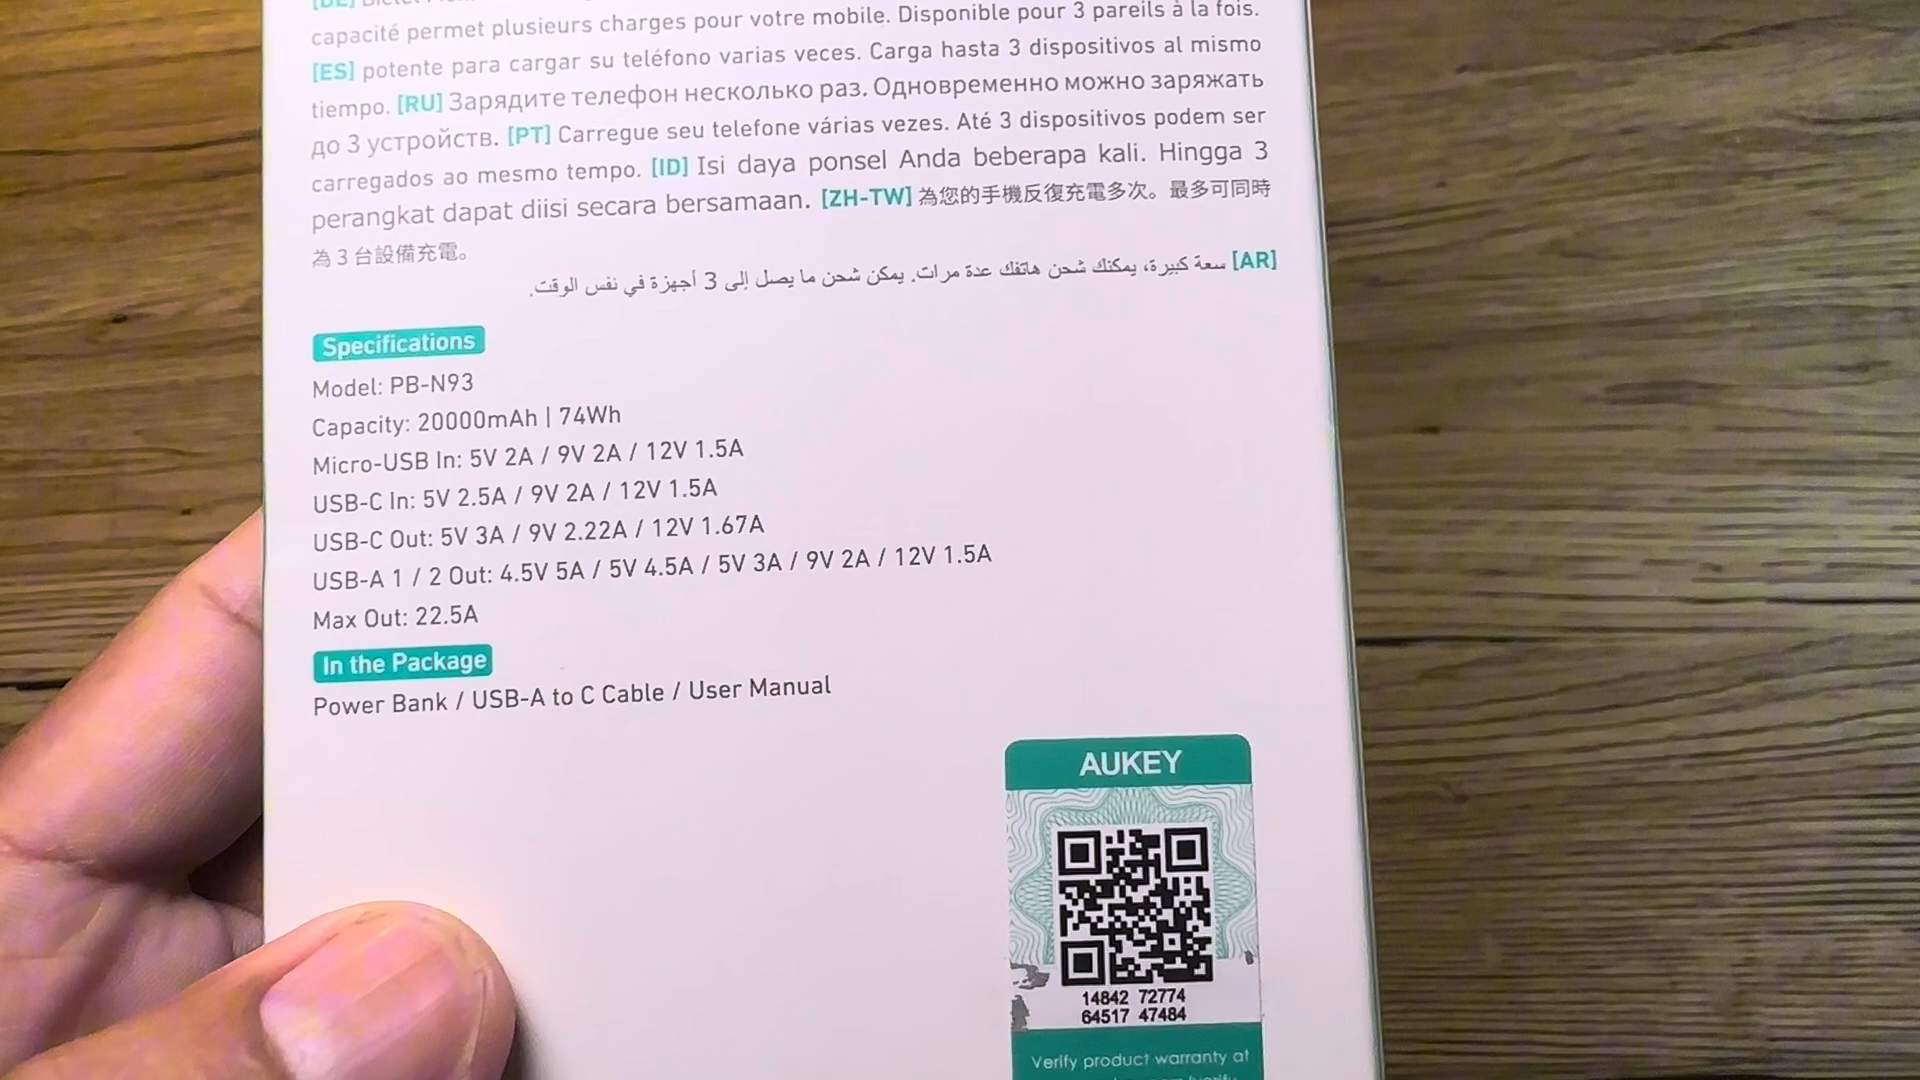 capacité permet plusieurs charges pour votre mobile. Disponible pour 3 pareils à la fois.
[ES] potente para cargar su teléfono varias veces. Carga hasta 3 dispositivos al mismo
tiempo. [RU] Зарядите телефон несколько раз. Одновременно можно заряжать
до 3 устройств. [PT] Carregue seu telefone várias vezes. Até 3 dispositivos podem ser
carregados ao mesmo tempo. [ID] Isi daya ponsel Anda beberapa kali. Hingga 3
perangkat dapat diisi secara bersamaan. [ZH-TW] 為您的手機反復充電多次。最多可同時
為 3 台設備充電。
[AR] سعة كبيرة، يمكنك شحن هاتفك عدة مرات. يمكن شحن ما يصل إلى 3 أجهزة في نفس الوقت.
Specifications
Model: PB-N93
Capacity: 20000mAh | 74Wh
Micro-USB In: 5V 2A / 9V 2A / 12V 1.5A
USB-C In: 5V 2.5A / 9V 2A / 12V 1.5A
USB-C Out: 5V 3A / 9V 2.22A / 12V 1.67A
USB-A 1 / 2 Out: 4.5V 5A / 5V 4.5A / 5V 3A / 9V 2A / 12V 1.5A
Max Out: 22.5A
In the Package
Power Bank / USB-A to C Cable / User Manual
AUKEY
14842 72774
64517 47484
Verify product warranty at